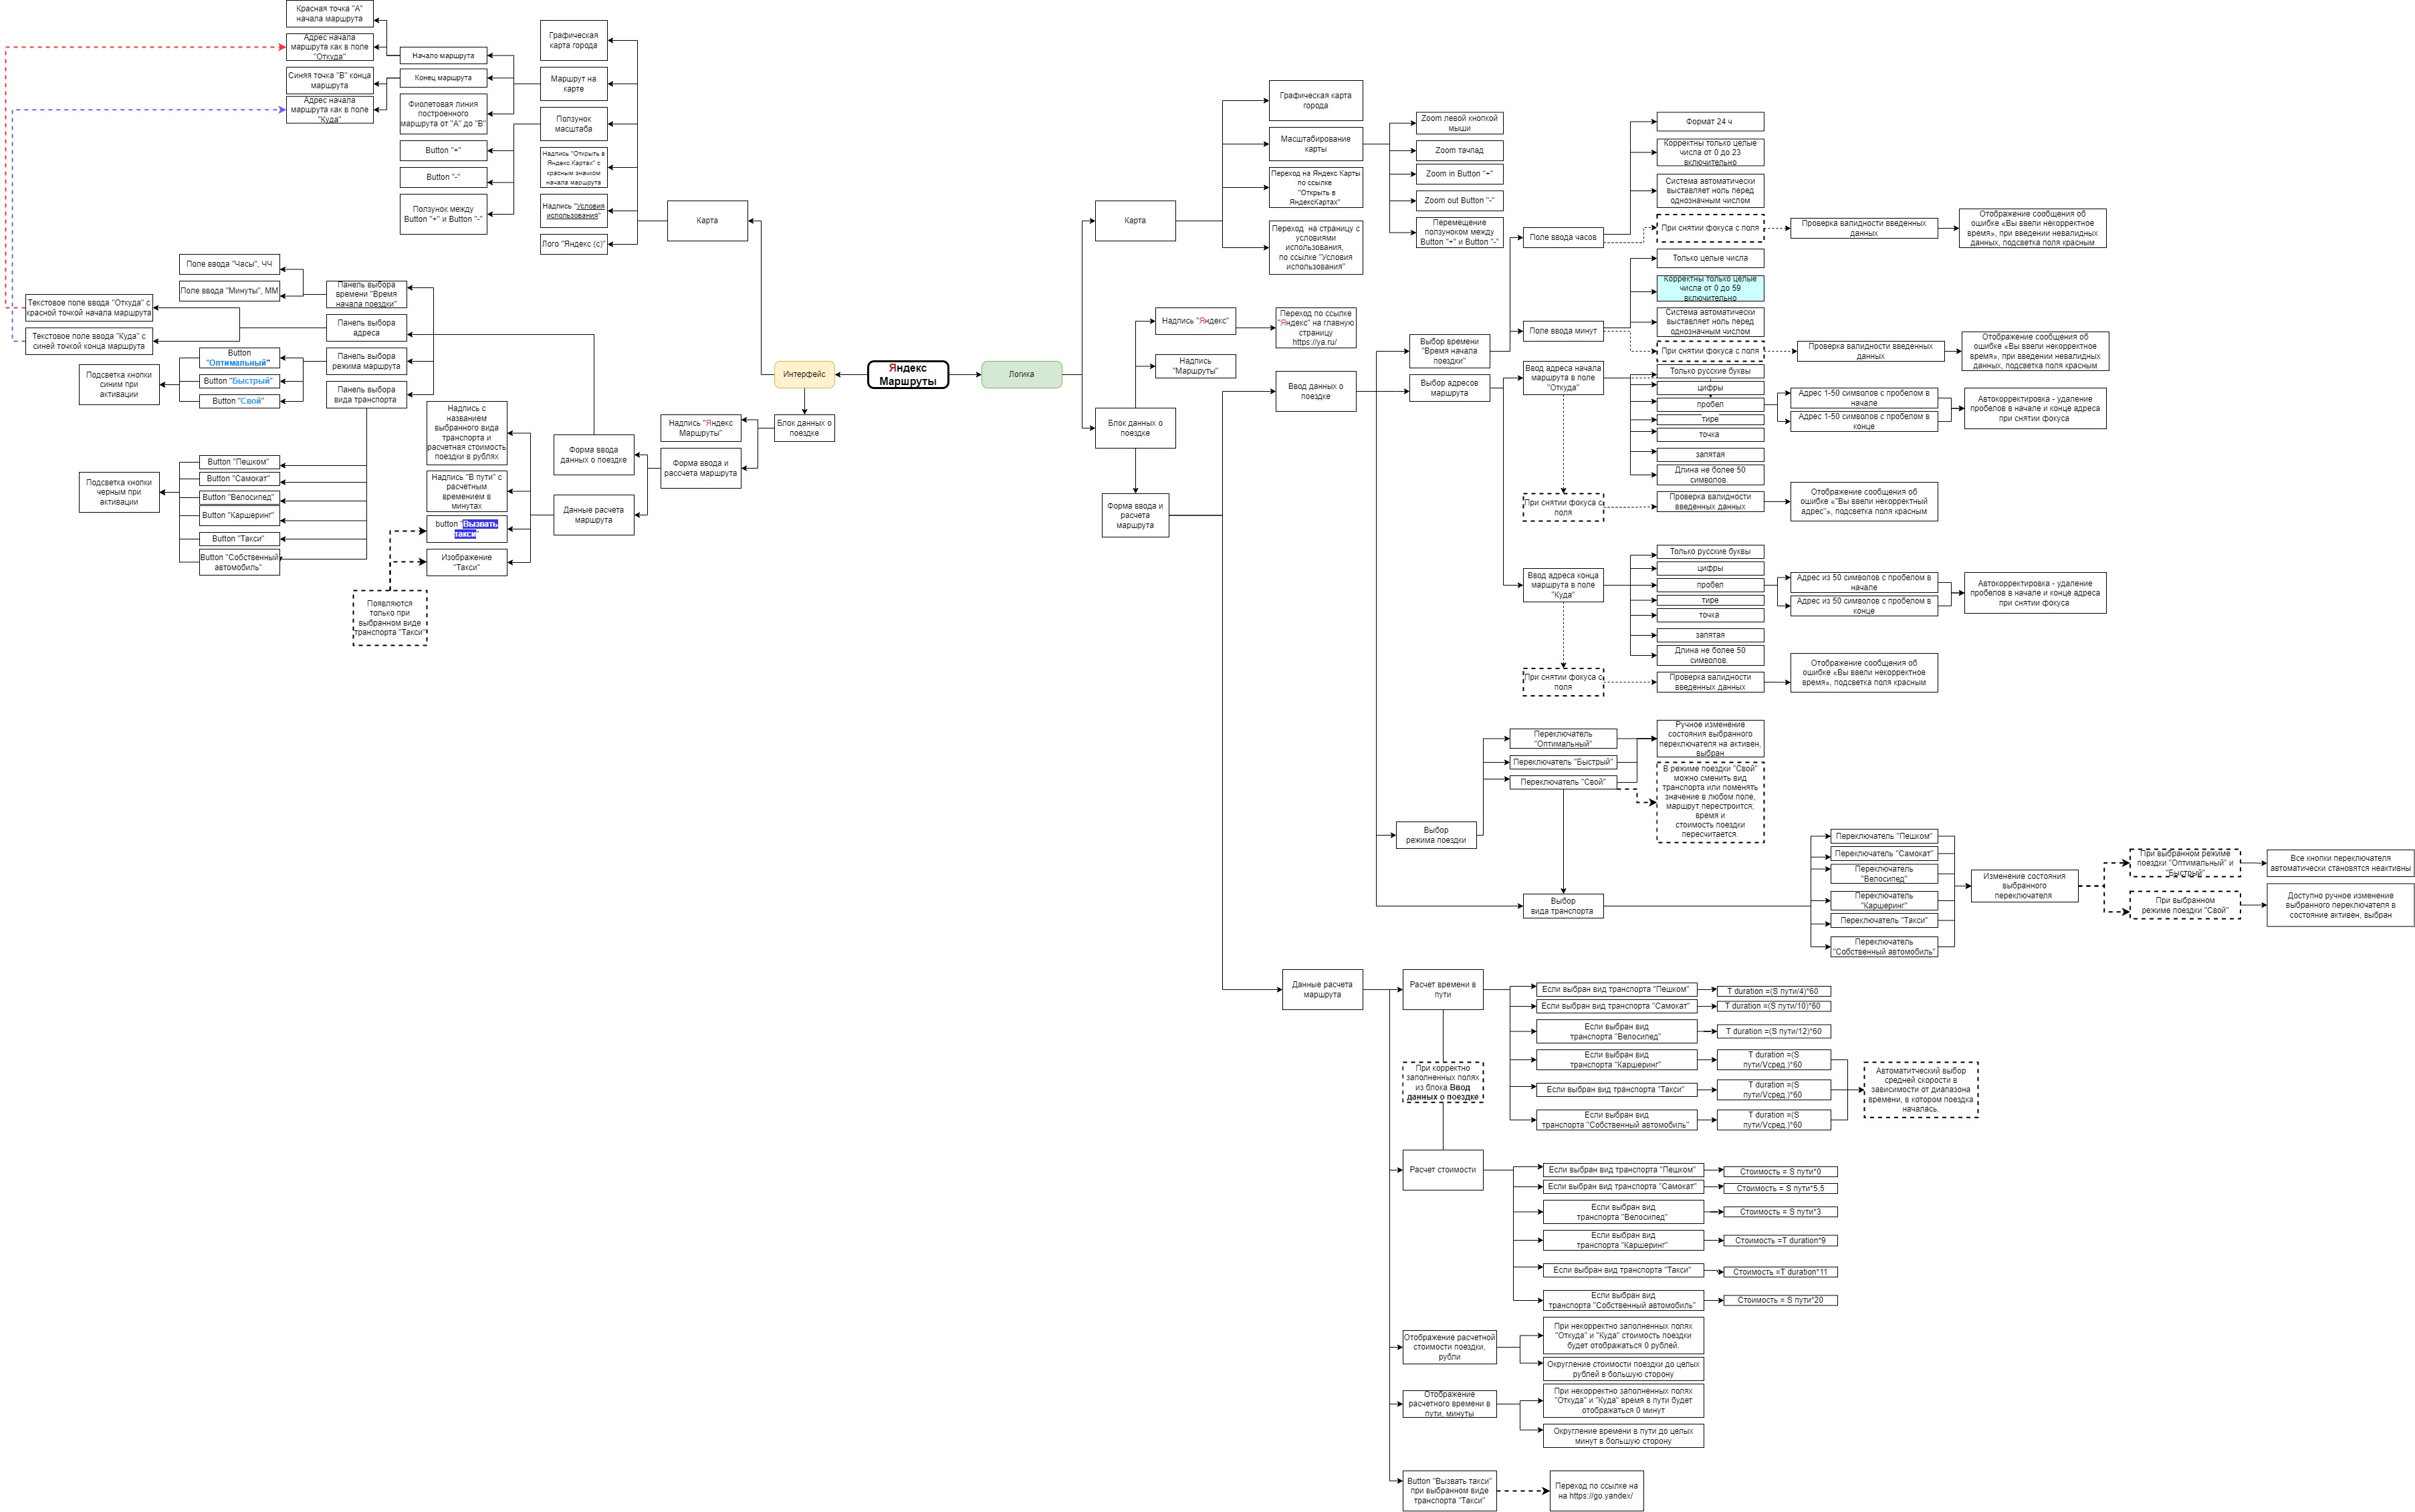 Красная точка "А"
начала маршрута
Адрес начала
маршрута как в поле
"Откуда"
Синяя точка "В" конца
маршрута
Адрес начала
маршрута как в поле
"Куда"
Начало маршрута
Конец маршрута
Фиолетовая линия
построенного
маршрута от "А" до "В"
Button "+"
Button "-"
Ползунок между
Button "+" и Button "-"
Графическая
карта города
Маршрут на
карте
Ползунок
масштаба
Надпись "Открыть в
Яндекс.Картах" с
красным значком
начала маршрута
Надпись "Условия
использования"
Лого "Яндекс (с)"
Карта
Поле ввода "Часы", ЧЧ
Поле ввода "Минуты", ММ
Текстовое поле ввода "Откуда" с
красной точкой начала маршрута
Текстовое поле ввода "Куда" с
синей точкой конца маршрута
Панель выбора
времени "Время
начала поездки"
Панель выбора
адреса
Панель выбора
режима маршрута
Панель выбора
вида транспорта
Button
"Оптимальный"
Button "Быстрый"
Button "Свой"
Подсветка кнопки
синим при
активации
Button "Пешком"
Button "Самокат"
Button "Велосипед"
Button "Каршеринг"
Button "Такси"
Button "Собственный
автомобиль"
Подсветка кнопки
черным при
активации
Надпись с
названием
выбранного вида
транспорта и
расчетная стоимость
поездки в рублях
Надпись "В пути" с
расчетным
временем в
минутах
button "Вызвать
такси"
Изображение
"Такси"
Появляются
только при
выбранном виде
транспорта "Такси"
Форма ввода
данных о поездке
Данные расчета
маршрута
Надпись "Яндекс
Маршруты"
Форма ввода и
рассчета маршрута
Блок данных о
поездке
Интерфейс
Яндекс
Маршруты
Логика
Карта
Графическая карта
города
Масштабирование
карты
Переход на Яндекс Карты
по ссылке
"Открыть в
ЯндексКартах"
Переход на страницу с
условиями
использования,
по ссылке "Условия
использования"
Zoom левой кнопкой
мыши
Zoom тачпад
Zoom in Button "+"
Zoom out Button "-"
Перемещение
ползунком между
Button "+" и Button "-"
Блок данных о
поездке
Надпись "Яндекс"
Переход по ссылке
"Яндекс" на главную
страницу
https://ya.ru/
Надпись
"Маршруты"
Форма ввода и
расчета
маршрута
Ввод данных о
поездке
Выбор времени
"Время начала
поездки"
Выбор адресов
маршрута
Поле ввода часов
Формат 24 ч
Корректны только целые
числа от 0 до 23
включительно
Система автоматически
выставляет ноль перед
однозначным числом
При снятии фокуса с поля
Проверка валидности введенных
данных
Отображение сообщения об
ошибке «Вы ввели некорректное
время», при введении невалидных
данных, подсветка поля красным
Поле ввода минут
Только целые числа
Корректны только целые
числа от 0 до 59
включительно
Система автоматически
выставляет ноль перед
однозначным числом
При снятии фокуса с поля
Проверка валидности введенных
данных
Отображение сообщения об
ошибке «Вы ввели некорректное
время», при введении невалидных
данных, подсветка поля красным
Ввод адреса начала
маршрута в поле
"Откуда"
Только русские буквы
цифры
пробел
тире
точка
запятая
Длина не более 50
символов.
Адрес 1-50 символов с пробелом в
начале
Адрес 1-50 символов с пробелом в
конце
Автокорректировка - удаление
пробелов в начале и конце адреса
при снятии фокуса
При снятии фокуса с
поля
Проверка валидности
введенных данных
Отображение сообщения об
ошибке «"Вы ввели некорректный
адрес"», подсветка поля красным
Ввод адреса конца
маршрута в поле
"Куда"
Только русские буквы
цифры
пробел
тире
точка
запятая
Длина не более 50
символов.
Адрес из 50 символов с пробелом в
начале
Адрес из 50 символов с пробелом в
конце
Автокорректировка - удаление
пробелов в начале и конце адреса
при снятии фокуса
При снятии фокуса с
поля
Проверка валидности
введенных данных
Отображение сообщения об
ошибке «Вы ввели некорректное
время», подсветка поля красным
Выбор
режима поездки
Переключатель
"Оптимальный"
Переключатель "Быстрый"
Переключатель "Свой"
Ручное изменение
состояния выбранного
переключателя на активен,
выбран
В режиме поездки "Свой"
можно сменить вид
транспорта или поменять
значение в любом поле,
маршрут перестроится;
время и
стоимость поездки
пересчитается.
Выбор
вида транспорта
Переключатель "Пешком"
Переключатель "Самокат"
Переключатель
"Велосипед"
Переключатель
"Каршеринг"
Переключатель "Такси"
Переключатель
"Собственный автомобиль"
Изменение состояния
выбранного
переключателя
При выбранном режиме
поездки "Оптимальный" и
"Быстрый"
Все кнопки переключателя
автоматически становятся неактивны
При выбранном
режиме поездки "Свой"
Доступно ручное изменение
выбранного переключателя в
состояние активен, выбран
Данные расчета
маршрута
Расчет времени в
пути
Если выбран вид транспорта "Пешком"
T duration =(S пути/4)*60
Если выбран вид транспорта "Самокат"
T duration =(S пути/10)*60
Если выбран вид
транспорта "Велосипед"
T duration =(S пути/12)*60
Если выбран вид
транспорта "Каршеринг"
T duration =(S
пути/Vсред.)*60
Если выбран вид транспорта "Такси"
T duration =(S
пути/Vсред.)*60
Если выбран вид
транспорта "Собственный автомобиль"
T duration =(S
пути/Vсред.)*60
Автоматитческий выбор
средней скорости в
зависимости от диапазона
времени, в котором поездка
началась.
При корректно
заполненных полях
из блока Ввод
данных о поездке
Расчет стоимости
Если выбран вид транспорта "Пешком"
Стоимость = S пути*0
Если выбран вид транспорта "Самокат"
Стоимость = S пути*5,5
Если выбран вид
транспорта "Велосипед"
Стоимость = S пути*3
Если выбран вид
транспорта "Каршеринг"
Стоимость =T duration*9
Если выбран вид транспорта "Такси"
Стоимость =T duration*11
Если выбран вид
транспорта "Собственный автомобиль"
Стоимость = S пути*20
Отображение расчетной
стоимости поездки,
рубли
При некорректно заполненных полях
"Откуда" и "Куда" стоимость поездки
будет отображаться 0 рублей.
Округление стоимости поездки до целых
рублей в большую сторону
Отображение
расчетного времени в
пути, минуты
При некорректно заполненных полях
"Откуда" и "Куда" время в пути будет
отображаться 0 минут
Округление времени в пути до целых
минут в большую сторону
Button "Вызвать такси"
при выбранном виде
транспорта "Такси"
Переход по ссылке на
на https://go.yandex/